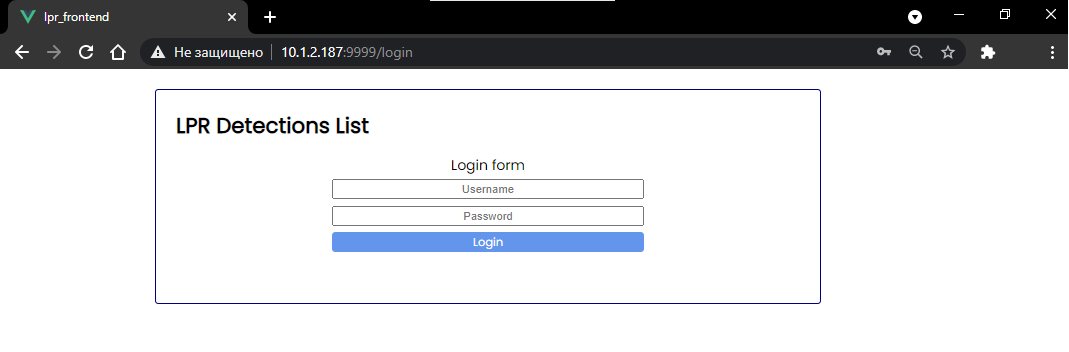 lpr_frontend
Не защищено 10.1.2.187:9999/login
LPR Detections List
Login form
Username
Password
Login